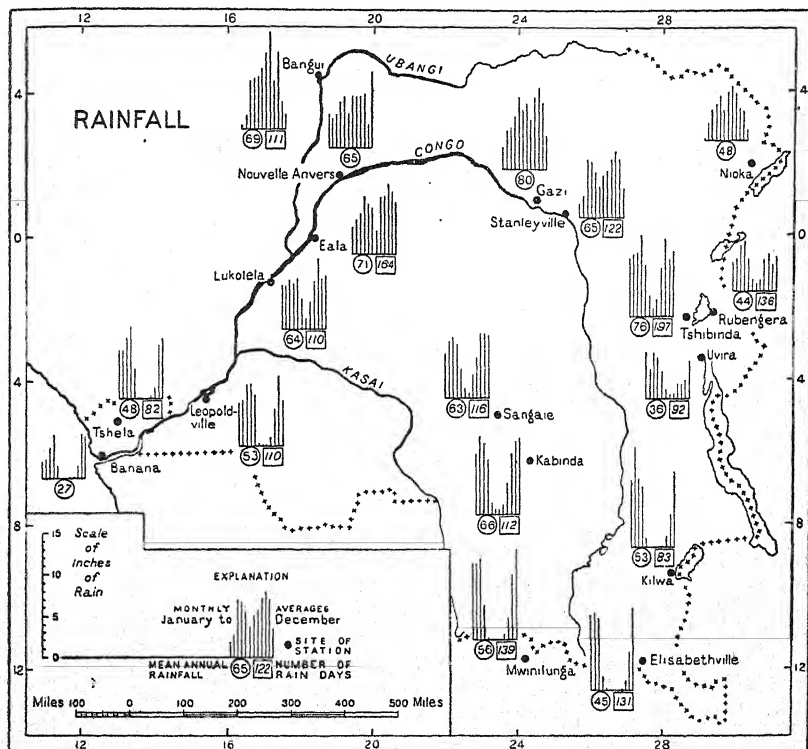 12 16 20 24 28
4 4
0 0
4 4
8 8
12 12
RAINFALL
Bangui
UBANGI
69 111
65
CONGO
Nouvelle Anvers
80
Gazi
Stanleyville
65 122
48
Nioka
Eala
71 164
Lukolela
64 110
76 197
Tshibinda
44 136
Rubengera
Uvira
36 92
48 82
Tshela
Leopold-
ville
53 110
KASAI
63 116
Sangaie
Banana
27
Kabinda
66 112
53 83
Kilwa
56 139
Mwinilunga
45 131
Elisabethville
15
10
5
0
Scale
of
Inches
of
Rain
EXPLANATION
MONTHLY AVERAGES
January to December
SITE OF
STATION
MEAN ANNUAL 65 122 NUMBER OF
RAINFALL RAIN DAYS
Miles 100 0 100 200 300 400 500 Miles
12 16 20 24 28